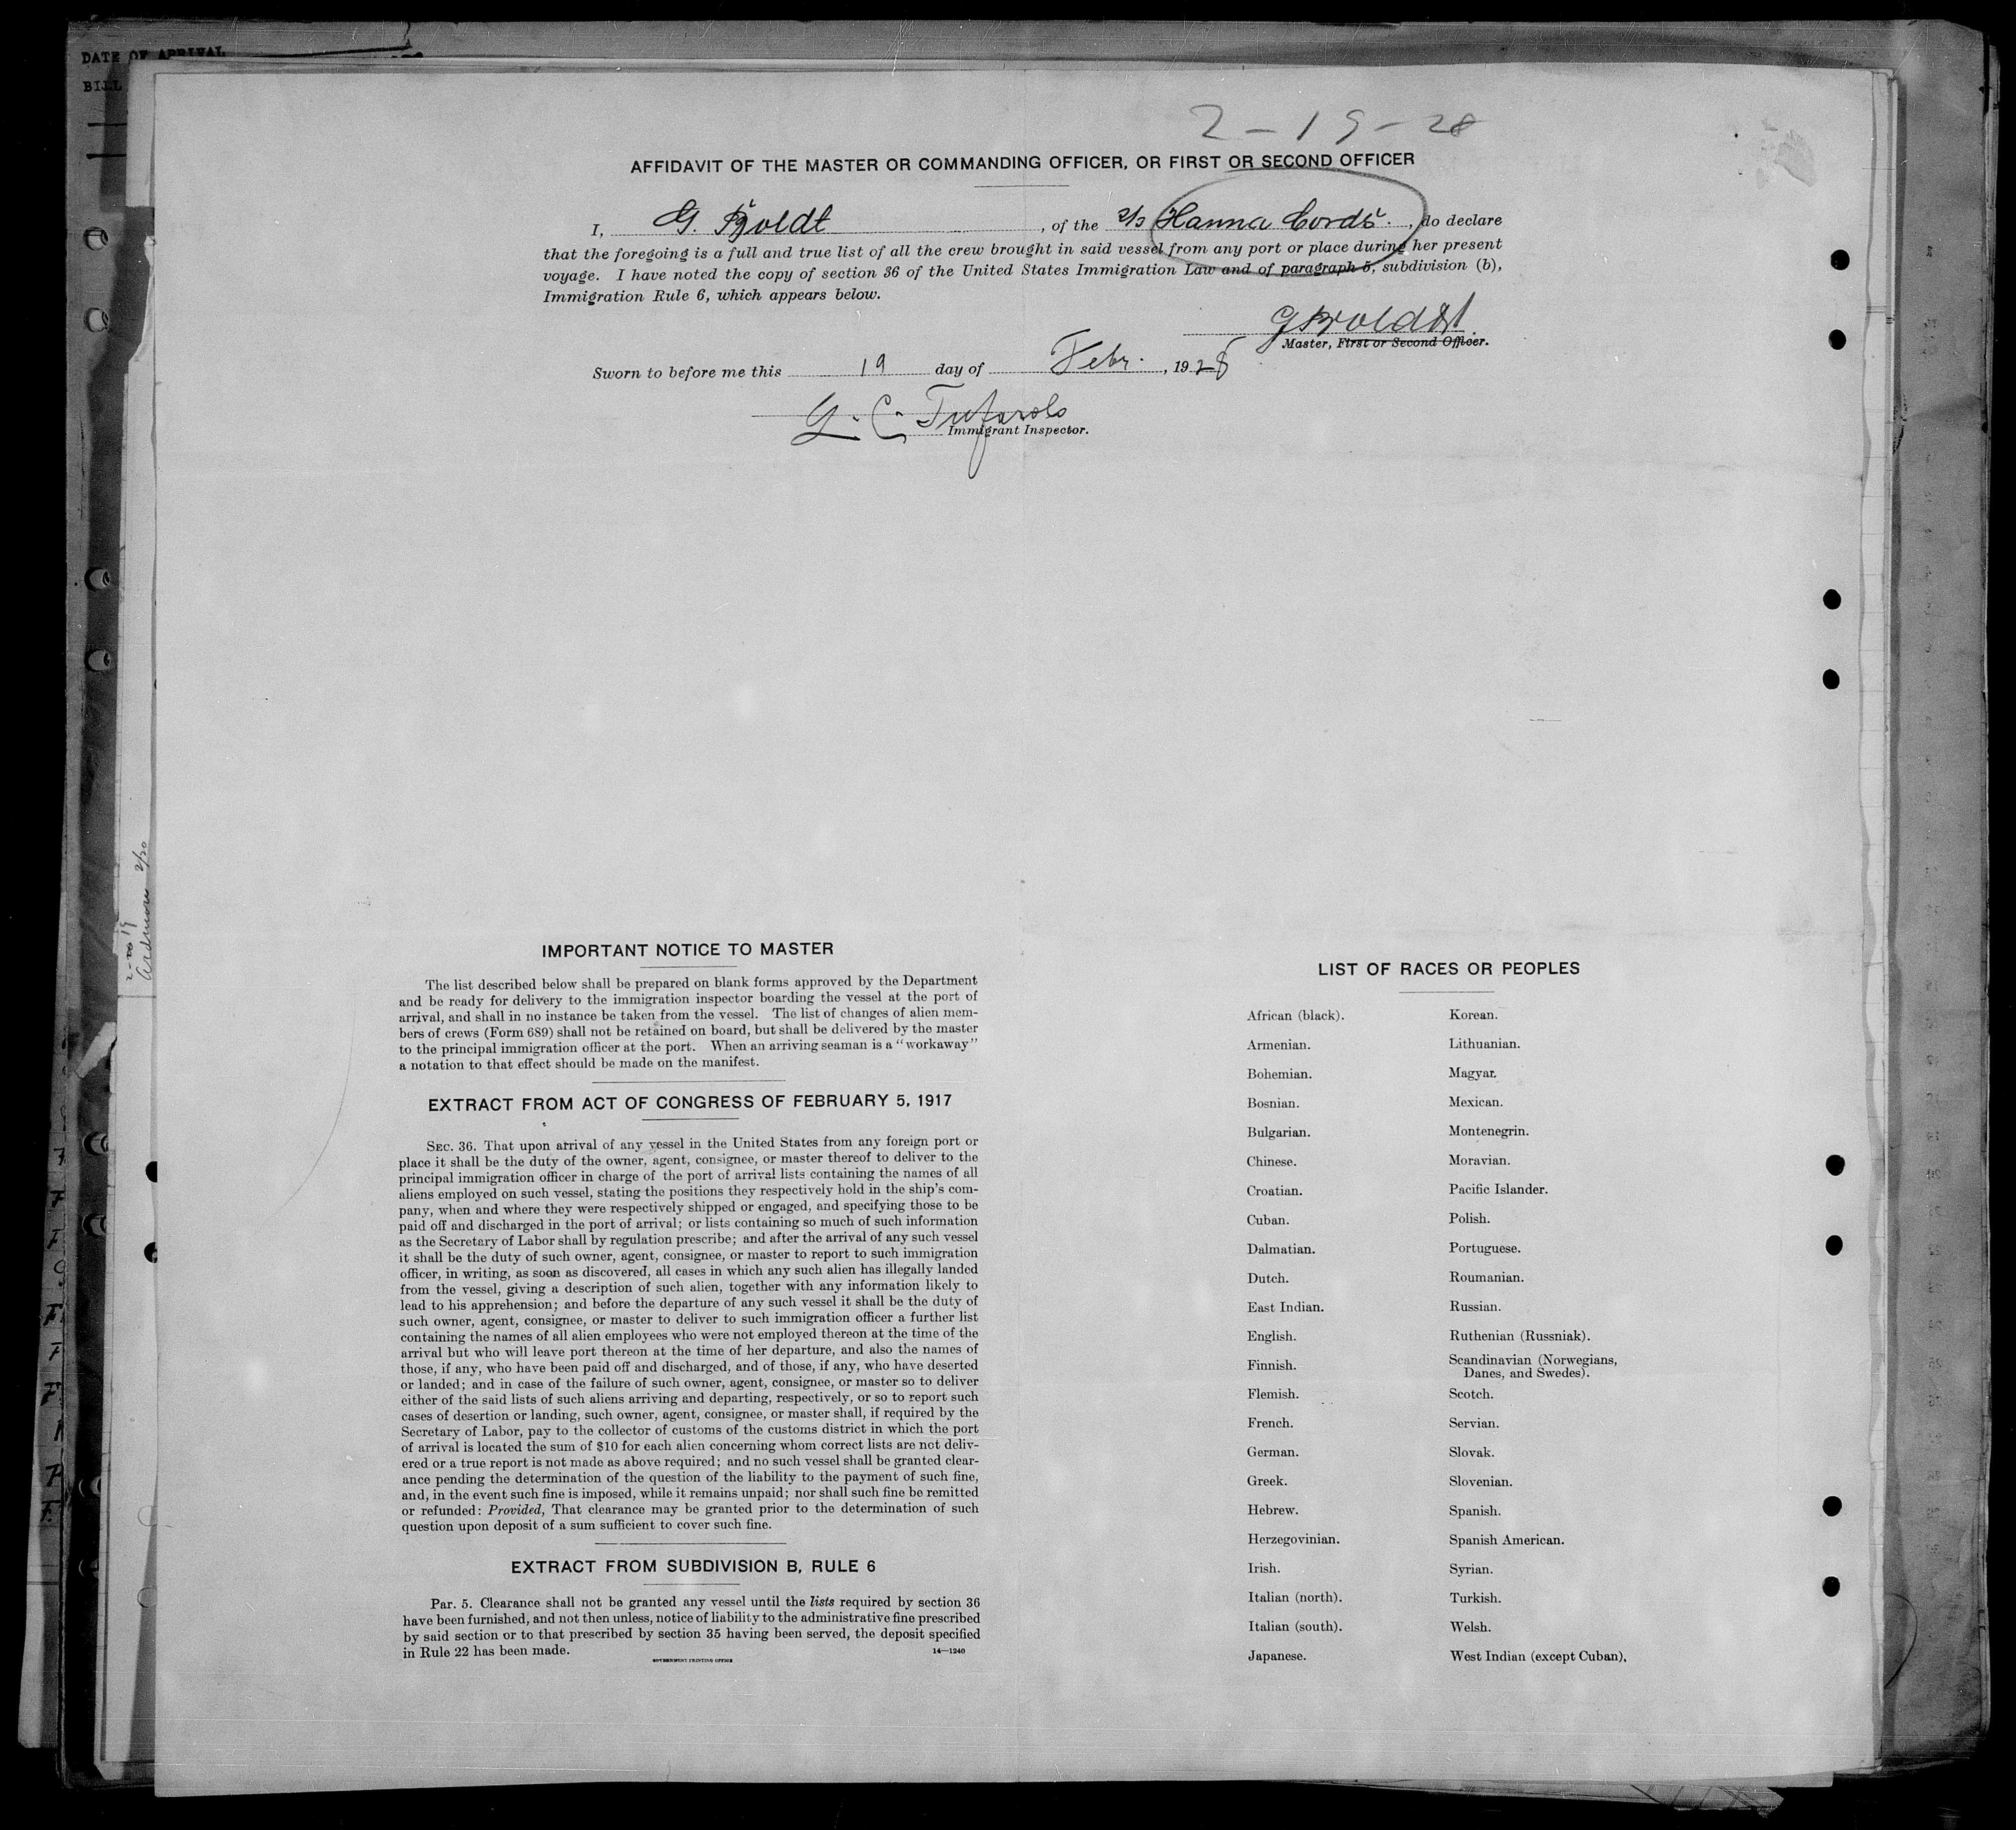 DATE OF ARRIVAL
BILL
2-19-28
AFFIDAVIT OF THE MASTER OR COMMANDING OFFICER, OR FIRST OR SECOND OFFICER
I, G. Boldt, of the S/S Hanna Cords., do declare
that the foregoing is a full and true list of all the crew brought in said vessel from any port or place during her present
voyage. I have noted the copy of section 36 of the United States Immigration Law and of paragraph 5, subdivision (b),
Immigration Rule 6, which appears below.
G Boldt
Master, First or Second Officer.
Sworn to before me this 19 day of Febr., 1928
Immigrant Inspector.
Ardmore 2/20
IMPORTANT NOTICE TO MASTER
The list described below shall be prepared on blank forms approved by the Department
and be ready for delivery to the immigration inspector boarding the vessel at the port of
arrival, and shall in no instance be taken from the vessel. The list of changes of alien mem-
bers of crews (Form 689) shall not be retained on board, but shall be delivered by the master
to the principal immigration officer at the port. When an arriving seaman is a "workaway"
a notation to that effect should be made on the manifest.
EXTRACT FROM ACT OF CONGRESS OF FEBRUARY 5, 1917
SEC. 36. That upon arrival of any vessel in the United States from any foreign port or
place it shall be the duty of the owner, agent, consignee, or master thereof to deliver to the
principal immigration officer in charge of the port of arrival lists containing the names of all
aliens employed on such vessel, stating the positions they respectively hold in the ship's com-
pany, when and where they were respectively shipped or engaged, and specifying those to be
paid off and discharged in the port of arrival; or lists containing so much of such information
as the Secretary of Labor shall by regulation prescribe; and after the arrival of any such vessel
it shall be the duty of such owner, agent, consignee, or master to report to such immigration
officer, in writing, as soon as discovered, all cases in which any such alien has illegally landed
from the vessel, giving a description of such alien, together with any information likely to
lead to his apprehension; and before the departure of any such vessel it shall be the duty of
such owner, agent, consignee, or master to deliver to such immigration officer a further list
containing the names of all alien employees who were not employed thereon at the time of the
arrival but who will leave port thereon at the time of her departure, and also the names of
those, if any, who have been paid off and discharged, and of those, if any, who have deserted
or landed; and in case of the failure of such owner, agent, consignee, or master so to deliver
either of the said lists of such aliens arriving and departing, respectively, or so to report such
cases of desertion or landing, such owner, agent, consignee, or master shall, if required by the
Secretary of Labor, pay to the collector of customs of the customs district in which the port
of arrival is located the sum of $10 for each alien concerning whom correct lists are not deliv-
ered or a true report is not made as above required; and no such vessel shall be granted clear-
ance pending the determination of the question of the liability to the payment of such fine,
and, in the event such fine is imposed, while it remains unpaid; nor shall such fine be remitted
or refunded: Provided, That clearance may be granted prior to the determination of such
question upon deposit of a sum sufficient to cover such fine.
EXTRACT FROM SUBDIVISION B, RULE 6
Par. 5. Clearance shall not be granted any vessel until the lists required by section 36
have been furnished, and not then unless, notice of liability to the administrative fine prescribed
by said section or to that prescribed by section 35 having been served, the deposit specified
in Rule 22 has been made.
14—1240
GOVERNMENT PRINTING OFFICE
LIST OF RACES OR PEOPLES
African (black).
Armenian.
Bohemian.
Bosnian.
Bulgarian.
Chinese.
Croatian.
Cuban.
Dalmatian.
Dutch.
East Indian.
English.
Finnish.
Flemish.
French.
German.
Greek.
Hebrew.
Herzegovinian.
Irish.
Italian (north).
Italian (south).
Japanese.
Korean.
Lithuanian.
Magyar.
Mexican.
Montenegrin.
Moravian.
Pacific Islander.
Polish.
Portuguese.
Roumanian.
Russian.
Ruthenian (Russniak).
Scandinavian (Norwegians,
Danes, and Swedes).
Scotch.
Servian.
Slovak.
Slovenian.
Spanish.
Spanish American.
Syrian.
Turkish.
Welsh.
West Indian (except Cuban).